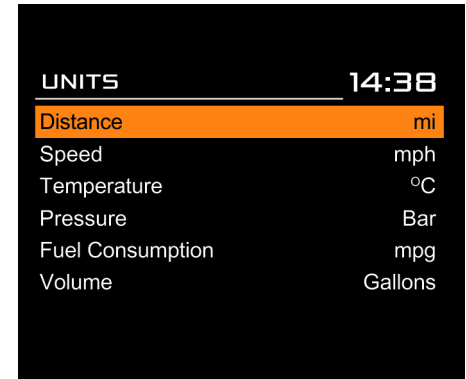 UNITS 14:38
Distance mi
Speed mph
Temperature °C
Pressure Bar
Fuel Consumption mpg
Volume Gallons